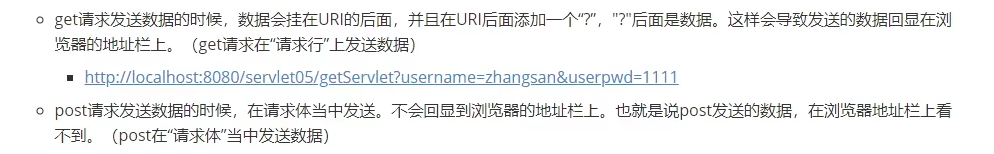 get请求发送数据的时候，数据会挂在URI的后面，并且在URI后面添加一个“?”，"?"后面是数据。这样会导致发送的数据回显在浏
览器的地址栏上。（get请求在“请求行”上发送数据）
http://localhost:8080/servlet05/getServlet?username=zhangsan&userpwd=1111
post请求发送数据的时候，在请求体当中发送。不会回显到浏览器的地址栏上。也就是说post发送的数据，在浏览器地址栏上看
不到。（post在“请求体”当中发送数据）